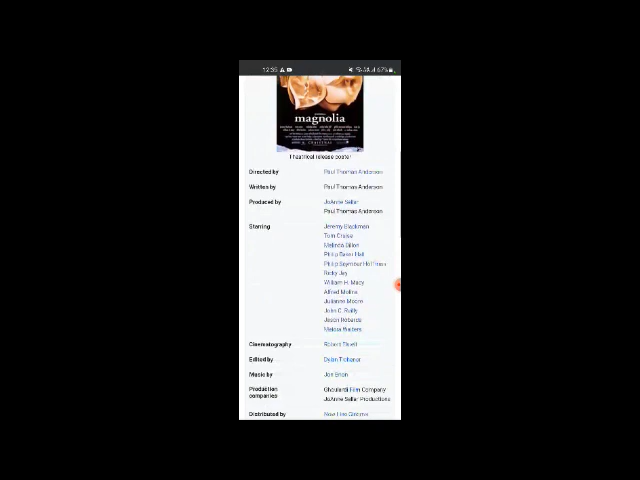 12:35
67%
magnolia
Theatrical release poster
Directed by Paul Thomas Anderson
Written by Paul Thomas Anderson
Produced by JoAnne Sellar
Paul Thomas Anderson
Starring Jeremy Blackman
Tom Cruise
Melinda Dillon
Philip Baker Hall
Philip Seymour Hoffman
Ricky Jay
William H. Macy
Alfred Molina
Julianne Moore
John C. Reilly
Jason Robards
Melora Walters
Cinematography Robert Elswit
Edited by Dylan Tichenor
Music by Jon Brion
Production companies Ghoulardi Film Company
JoAnne Sellar Productions
Distributed by New Line Cinema